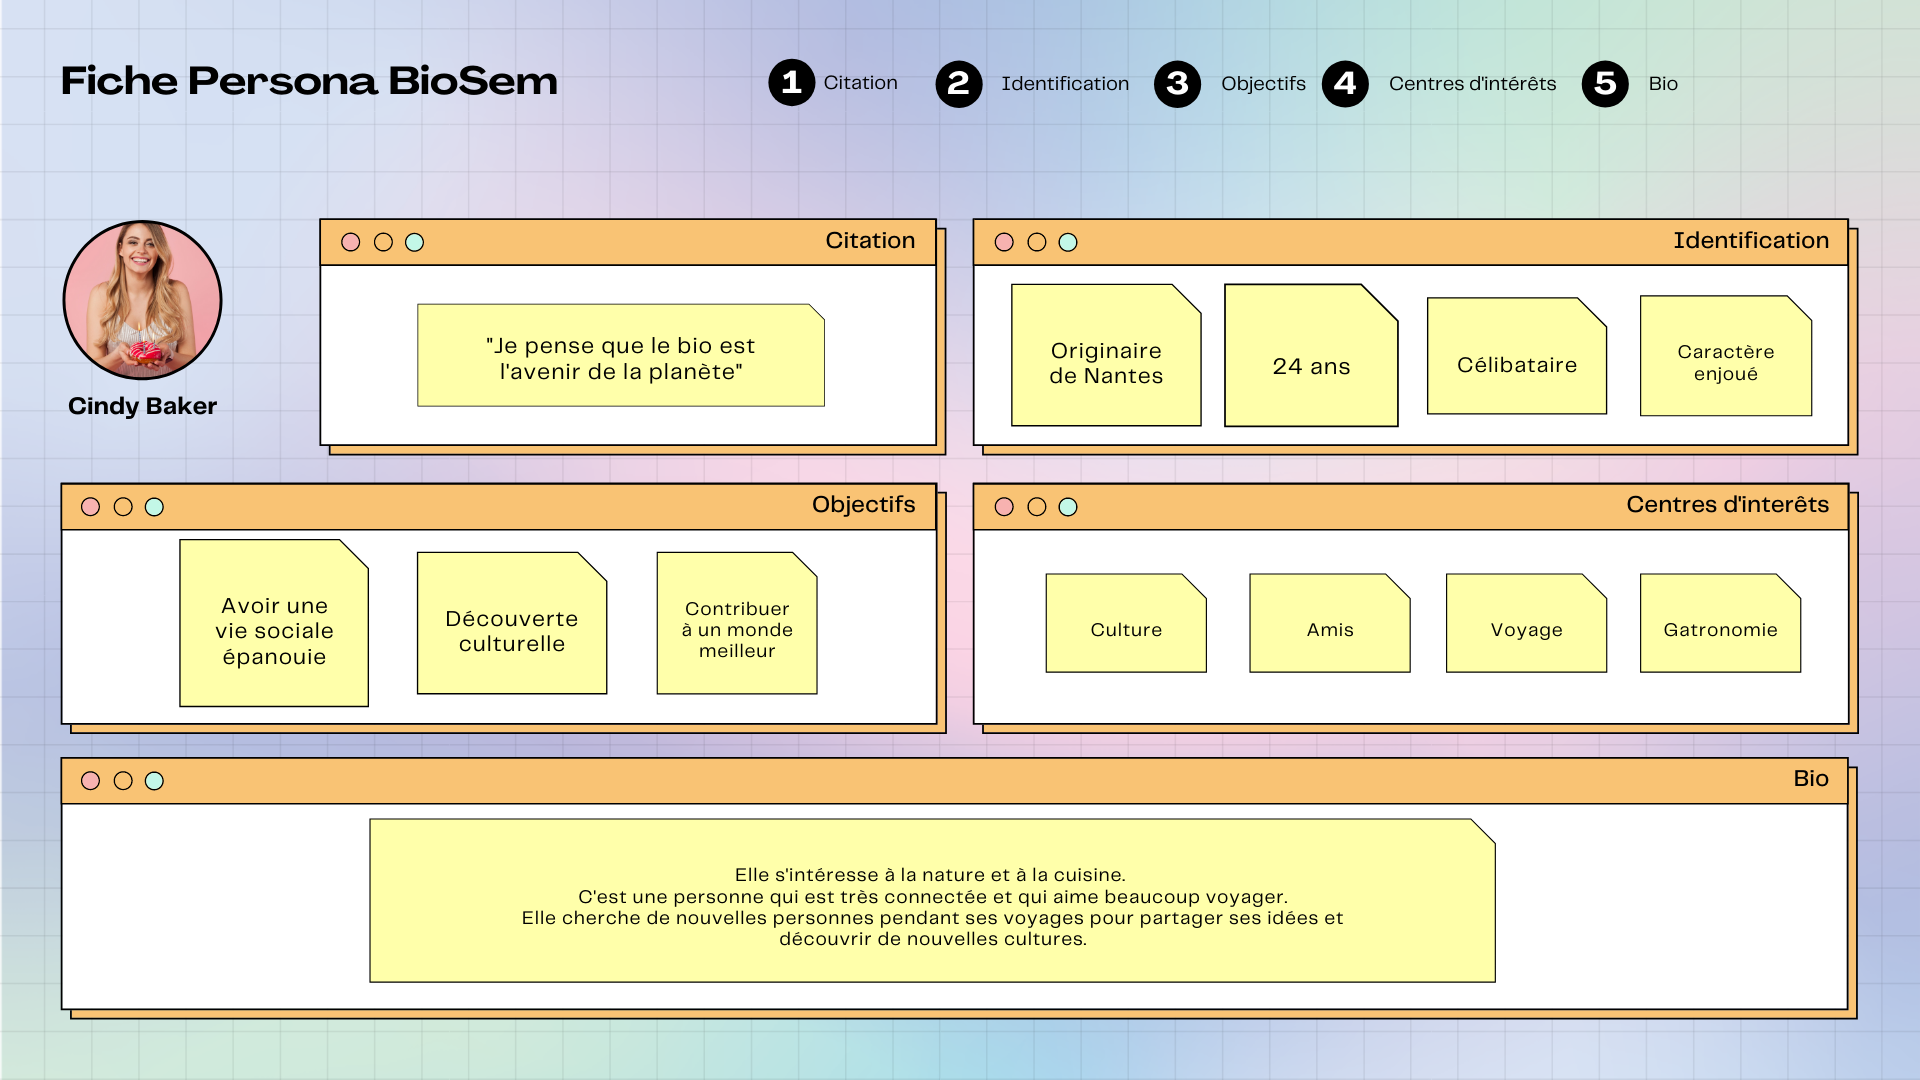 Fiche Persona BioSem
1 Citation
2 Identification
3 Objectifs
4 Centres d'intérêts
5 Bio
Cindy Baker
Citation
"Je pense que le bio est
l'avenir de la planète"
Identification
Originaire
de Nantes
24 ans
Célibataire
Caractère
enjoué
Objectifs
Avoir une
vie sociale
épanouie
Découverte
culturelle
Contribuer
à un monde
meilleur
Centres d'interêts
Culture
Amis
Voyage
Gatronomie
Bio
Elle s'intéresse à la nature et à la cuisine.
C'est une personne qui est très connectée et qui aime beaucoup voyager.
Elle cherche de nouvelles personnes pendant ses voyages pour partager ses idées et
découvrir de nouvelles cultures.